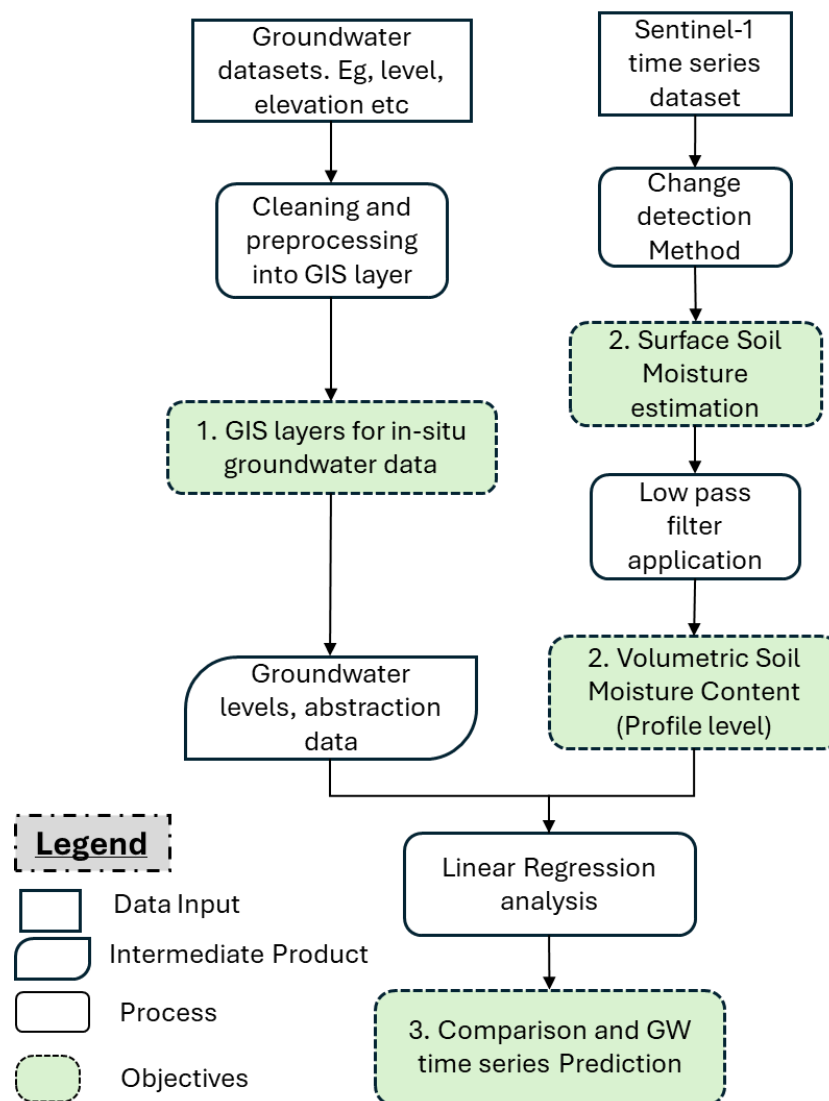 Groundwater
datasets. Eg, level,
elevation etc
Sentinel-1
time series
dataset
Cleaning and
preprocessing
into GIS layer
Change
detection
Method
2. Surface Soil
Moisture
estimation
1. GIS layers for in-situ
groundwater data
Low pass
filter
application
Groundwater
levels, abstraction
data
2. Volumetric Soil
Moisture Content
(Profile level)
Linear Regression
analysis
3. Comparison and GW
time series Prediction
Legend
Data Input
Intermediate Product
Process
Objectives